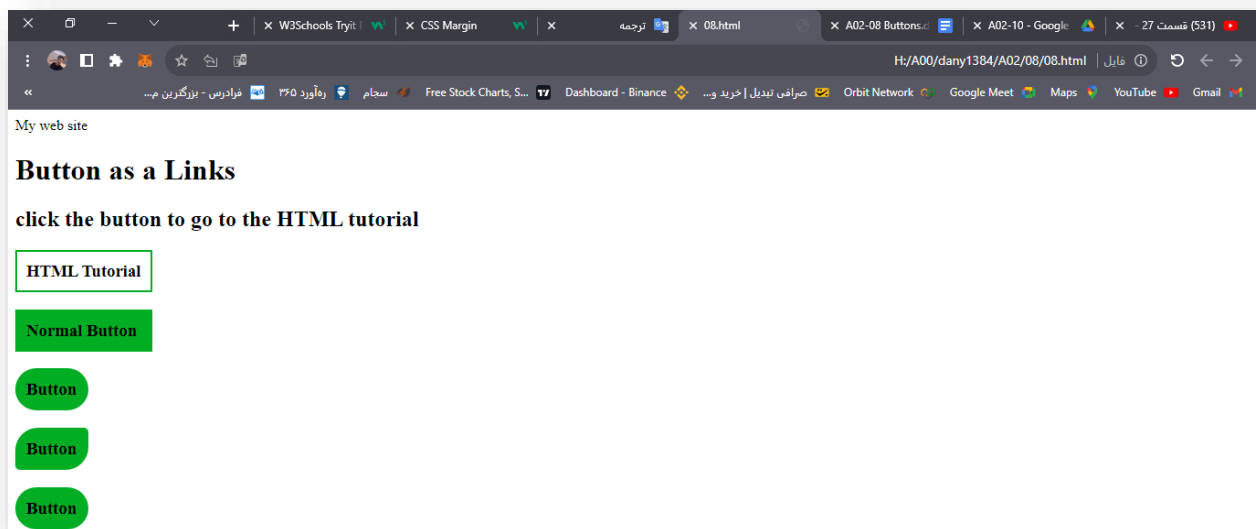 (531) قسمت 27 -
A02-10 - Google
A02-08 Buttons.d
08.html
ترجمه
CSS Margin
W3Schools Tryit
فایل | H:/A00/dany1384/A02/08/08.html
Gmail
YouTube
Maps
Google Meet
Orbit Network
صرافی تبدیل | خرید و...
Dashboard - Binance
Free Stock Charts, S...
سجام
ره‌آورد ۳۶۵
فرادرس - بزرگترین م...
My web site
Button as a Links
click the button to go to the HTML tutorial
HTML Tutorial
Normal Button
Button
Button
Button